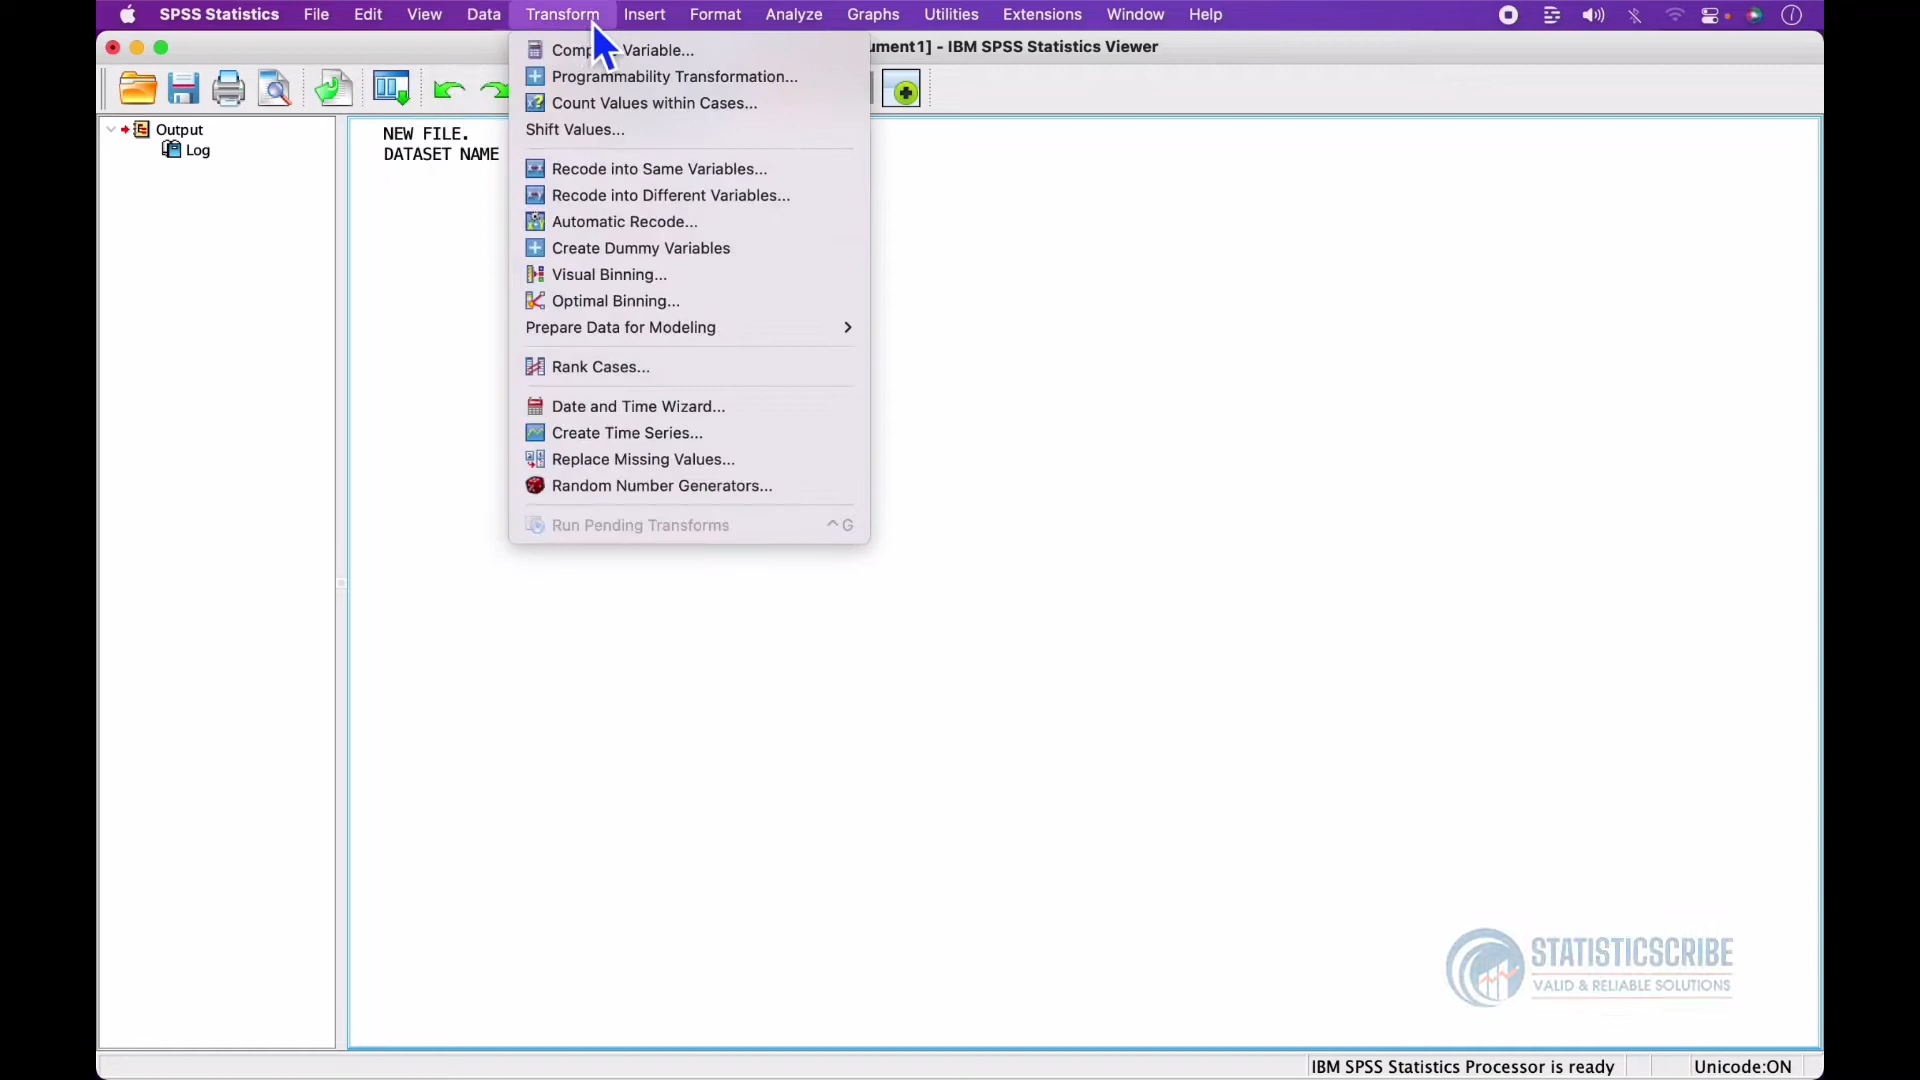 SPSS Statistics File Edit View Data Transform Insert Format Analyze Graphs Utilities Extensions Window Help
ument1] - IBM SPSS Statistics Viewer
Variable...
Programmability Transformation...
Count Values within Cases...
Shift Values...
Recode into Same Variables...
Recode into Different Variables...
Automatic Recode...
Create Dummy Variables
Visual Binning...
Optimal Binning...
Prepare Data for Modeling
Rank Cases...
Date and Time Wizard...
Create Time Series...
Replace Missing Values...
Random Number Generators...
Run Pending Transforms ^ G
Output
Log
NEW FILE.
DATASET NAME
STATISTICSCRIBE
VALID & RELIABLE SOLUTIONS
IBM SPSS Statistics Processor is ready Unicode:ON